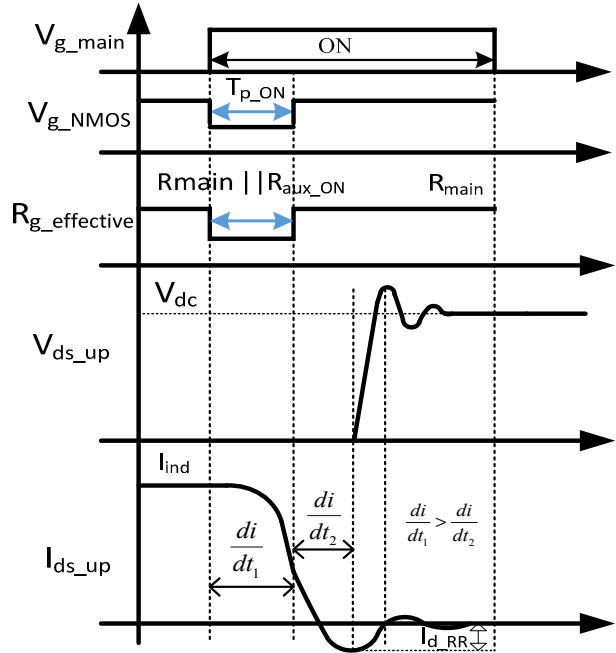 V_g_main
ON
T_p_ON
V_g_NMOS
Rmain ||R_aux_ON
R_main
R_g_effective
V_dc
V_ds_up
I_ind
di/dt_1
di/dt_2
di/dt_1 > di/dt_2
I_ds_up
I_d_RR